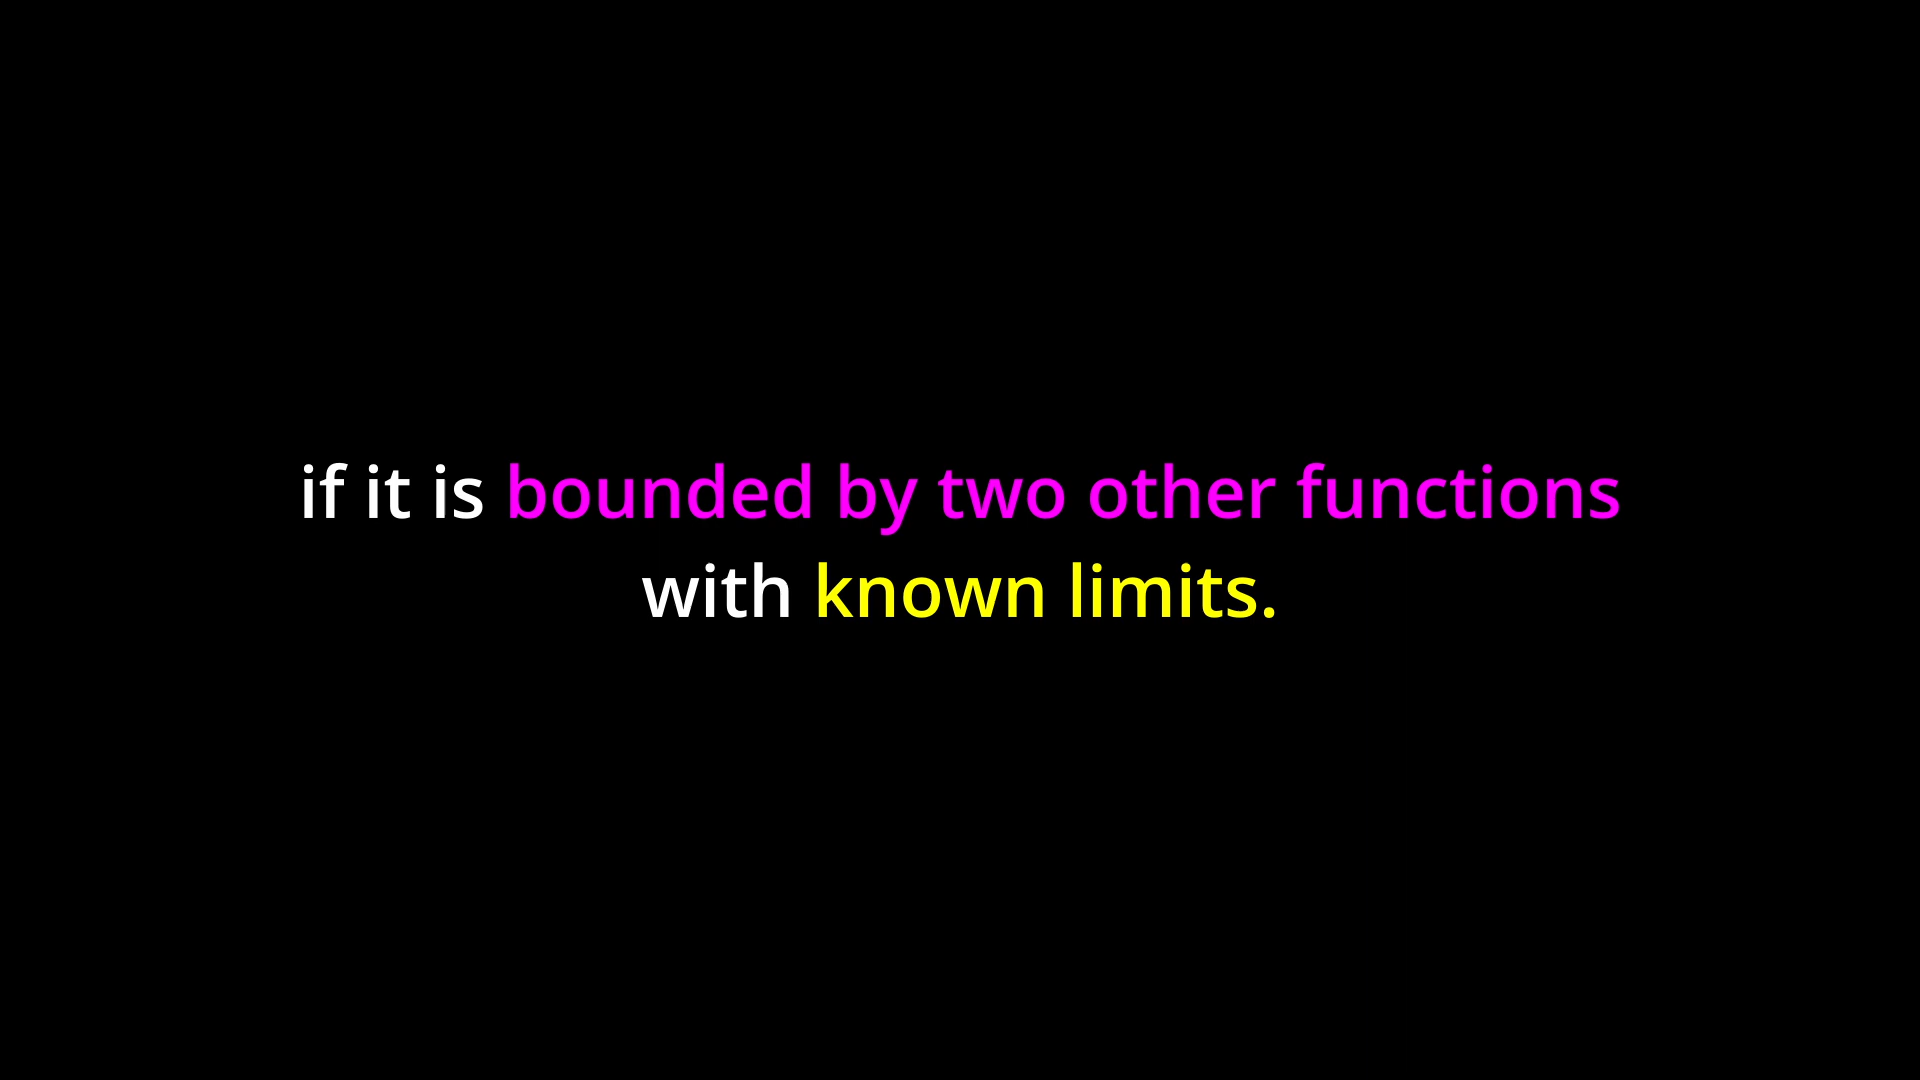 if it is bounded by two other functions
with known limits.